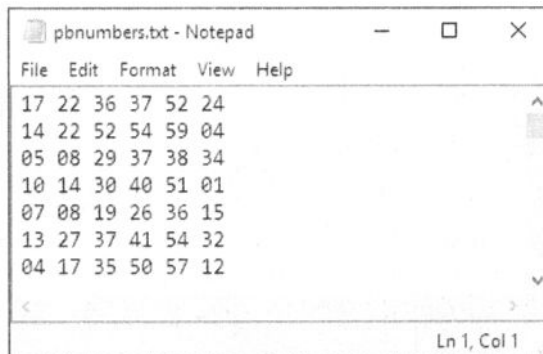 pbnumbers.txt - Notepad
File Edit Format View Help
17 22 36 37 52 24
14 22 52 54 59 04
05 08 29 37 38 34
10 14 30 40 51 01
07 08 19 26 36 15
13 27 37 41 54 32
04 17 35 50 57 12
Ln 1, Col 1